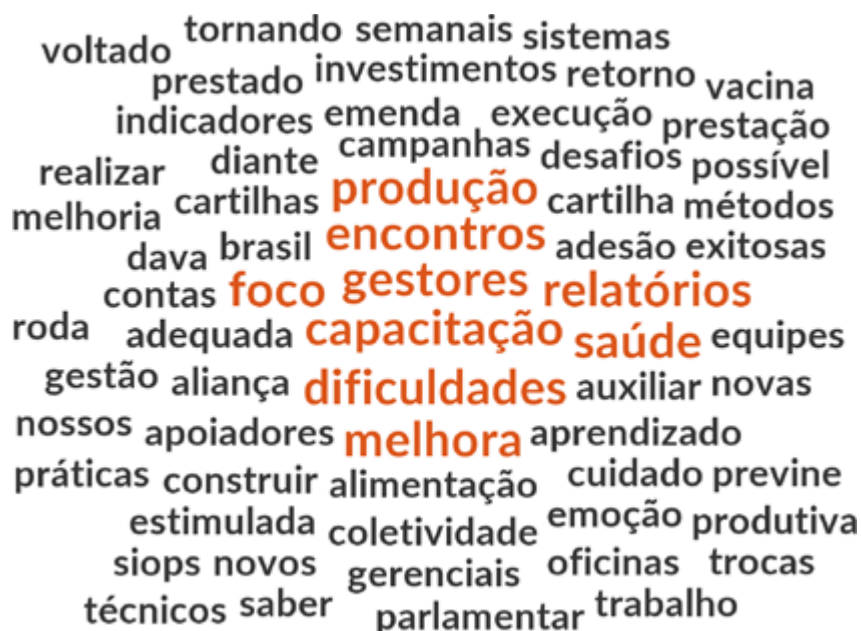 tornando semanais sistemas
voltado
prestado investimentos retorno vacina
indicadores emenda execução prestação
realizar diante campanhas desafios possível
melhoria cartilhas produção cartilha métodos
dava brasil encontros adesão exitosas
contas foco gestores relatórios
roda adequada capacitação saúde equipes
gestão aliança dificuldades auxiliar novas
nossos apoiadores melhora aprendizado
práticas construir alimentação cuidado previne
estimulada coletividade emoção produtiva
siops novos gerenciais oficinas trocas
técnicos saber parlamentar trabalho